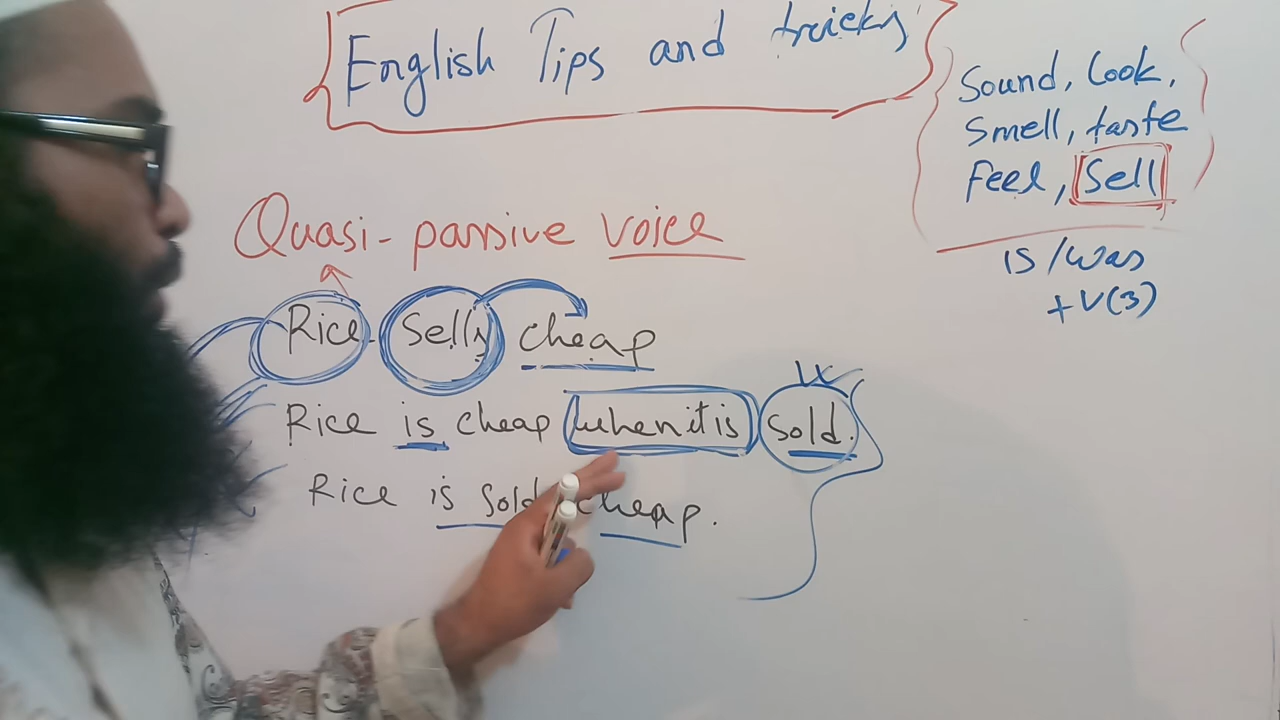 English Tips and tricks
Sound, Look,
Smell, taste
Feel, Sell
is/was
+V(3)
Quasi-passive voice
Rice Sells cheap
Rice is cheap when it is sold.
Rice is Sold cheap.